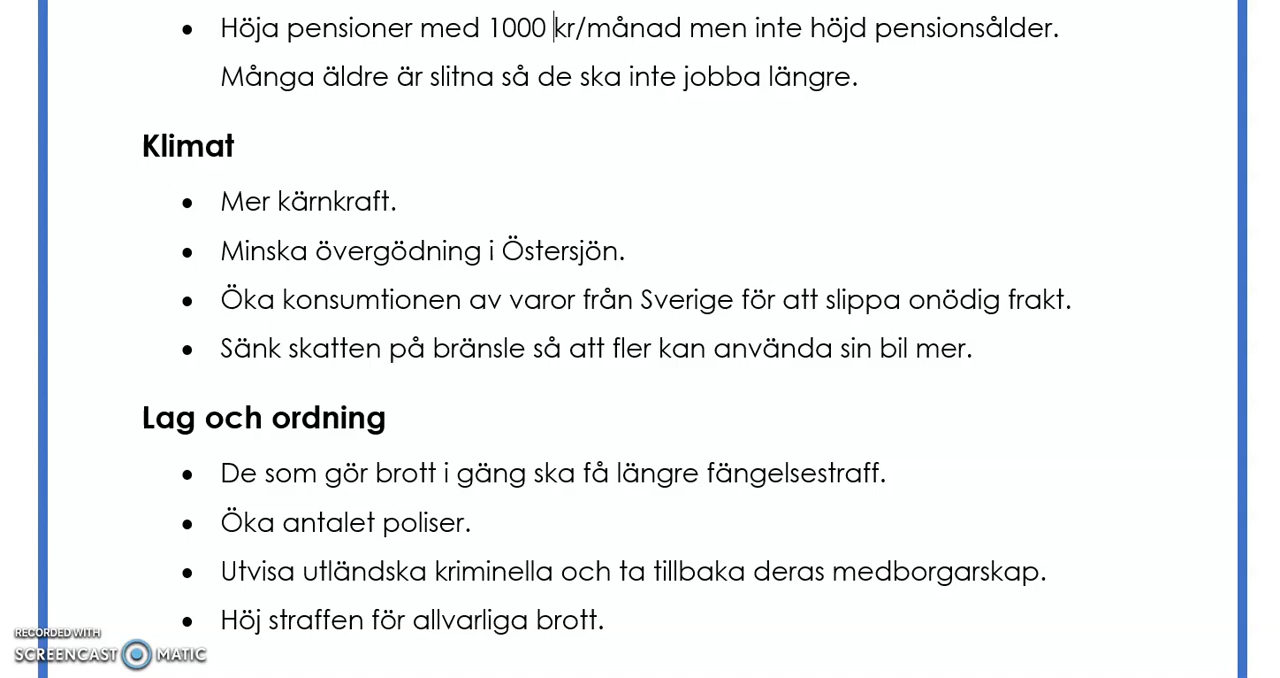 Höja pensioner med 1000 kr/månad men inte höjd pensionsålder.
Många äldre är slitna så de ska inte jobba längre.
Klimat
Mer kärnkraft.
Minska övergödning i Östersjön.
Öka konsumtionen av varor från Sverige för att slippa onödig frakt.
Sänk skatten på bränsle så att fler kan använda sin bil mer.
Lag och ordning
De som gör brott i gäng ska få längre fängelsestraff.
Öka antalet poliser.
Utvisa utländska kriminella och ta tillbaka deras medborgarskap.
Höj straffen för allvarliga brott.
RECORDED WITH
SCREENCAST MATIC